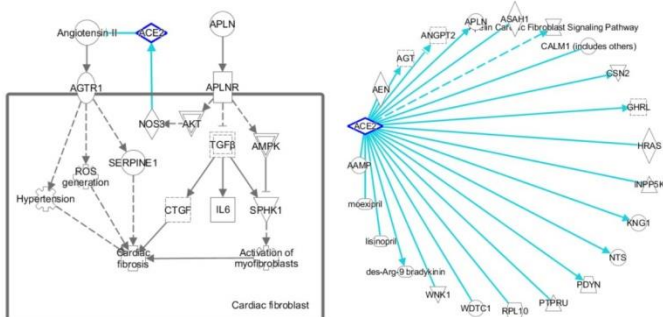 Angiotensin II
ACE2
APLN
AGTR1
APLNR
NOS3
AKT
ROS
generation
SERPINE1
TGFβ
AMPK
Hypertension
CTGF
IL6
SPHK1
Cardiac
fibrosis
Activation of
myofibroblasts
Cardiac fibroblast
ASAH1
APLN
Cardiac Fibroblast Signaling Pathway
ANGPT2
CALM1 (includes others)
AGT
CSN2
AEN
GHRL
ACE2
HRAS
AAMP
INPP5K
moexipril
KNG1
lisinopril
NTS
des-Arg-9 bradykinin
PDYN
WNK1
PTPRU
WDTC1
RPL10